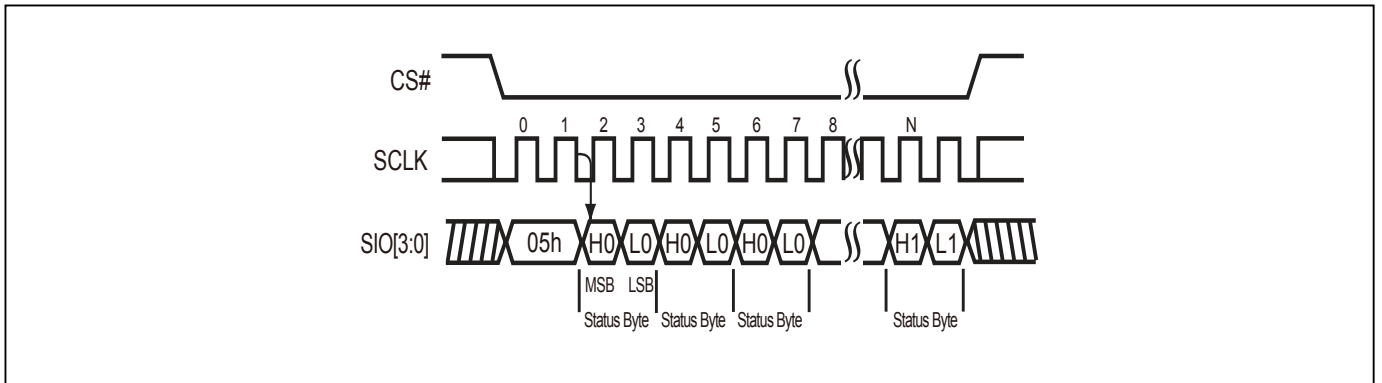 CS#
0 1 2 3 4 5 6 7 8 N
SCLK
SIO[3:0] 05h H0 L0 H0 L0 H0 L0 H1 L1
MSB LSB
Status Byte Status Byte Status Byte Status Byte